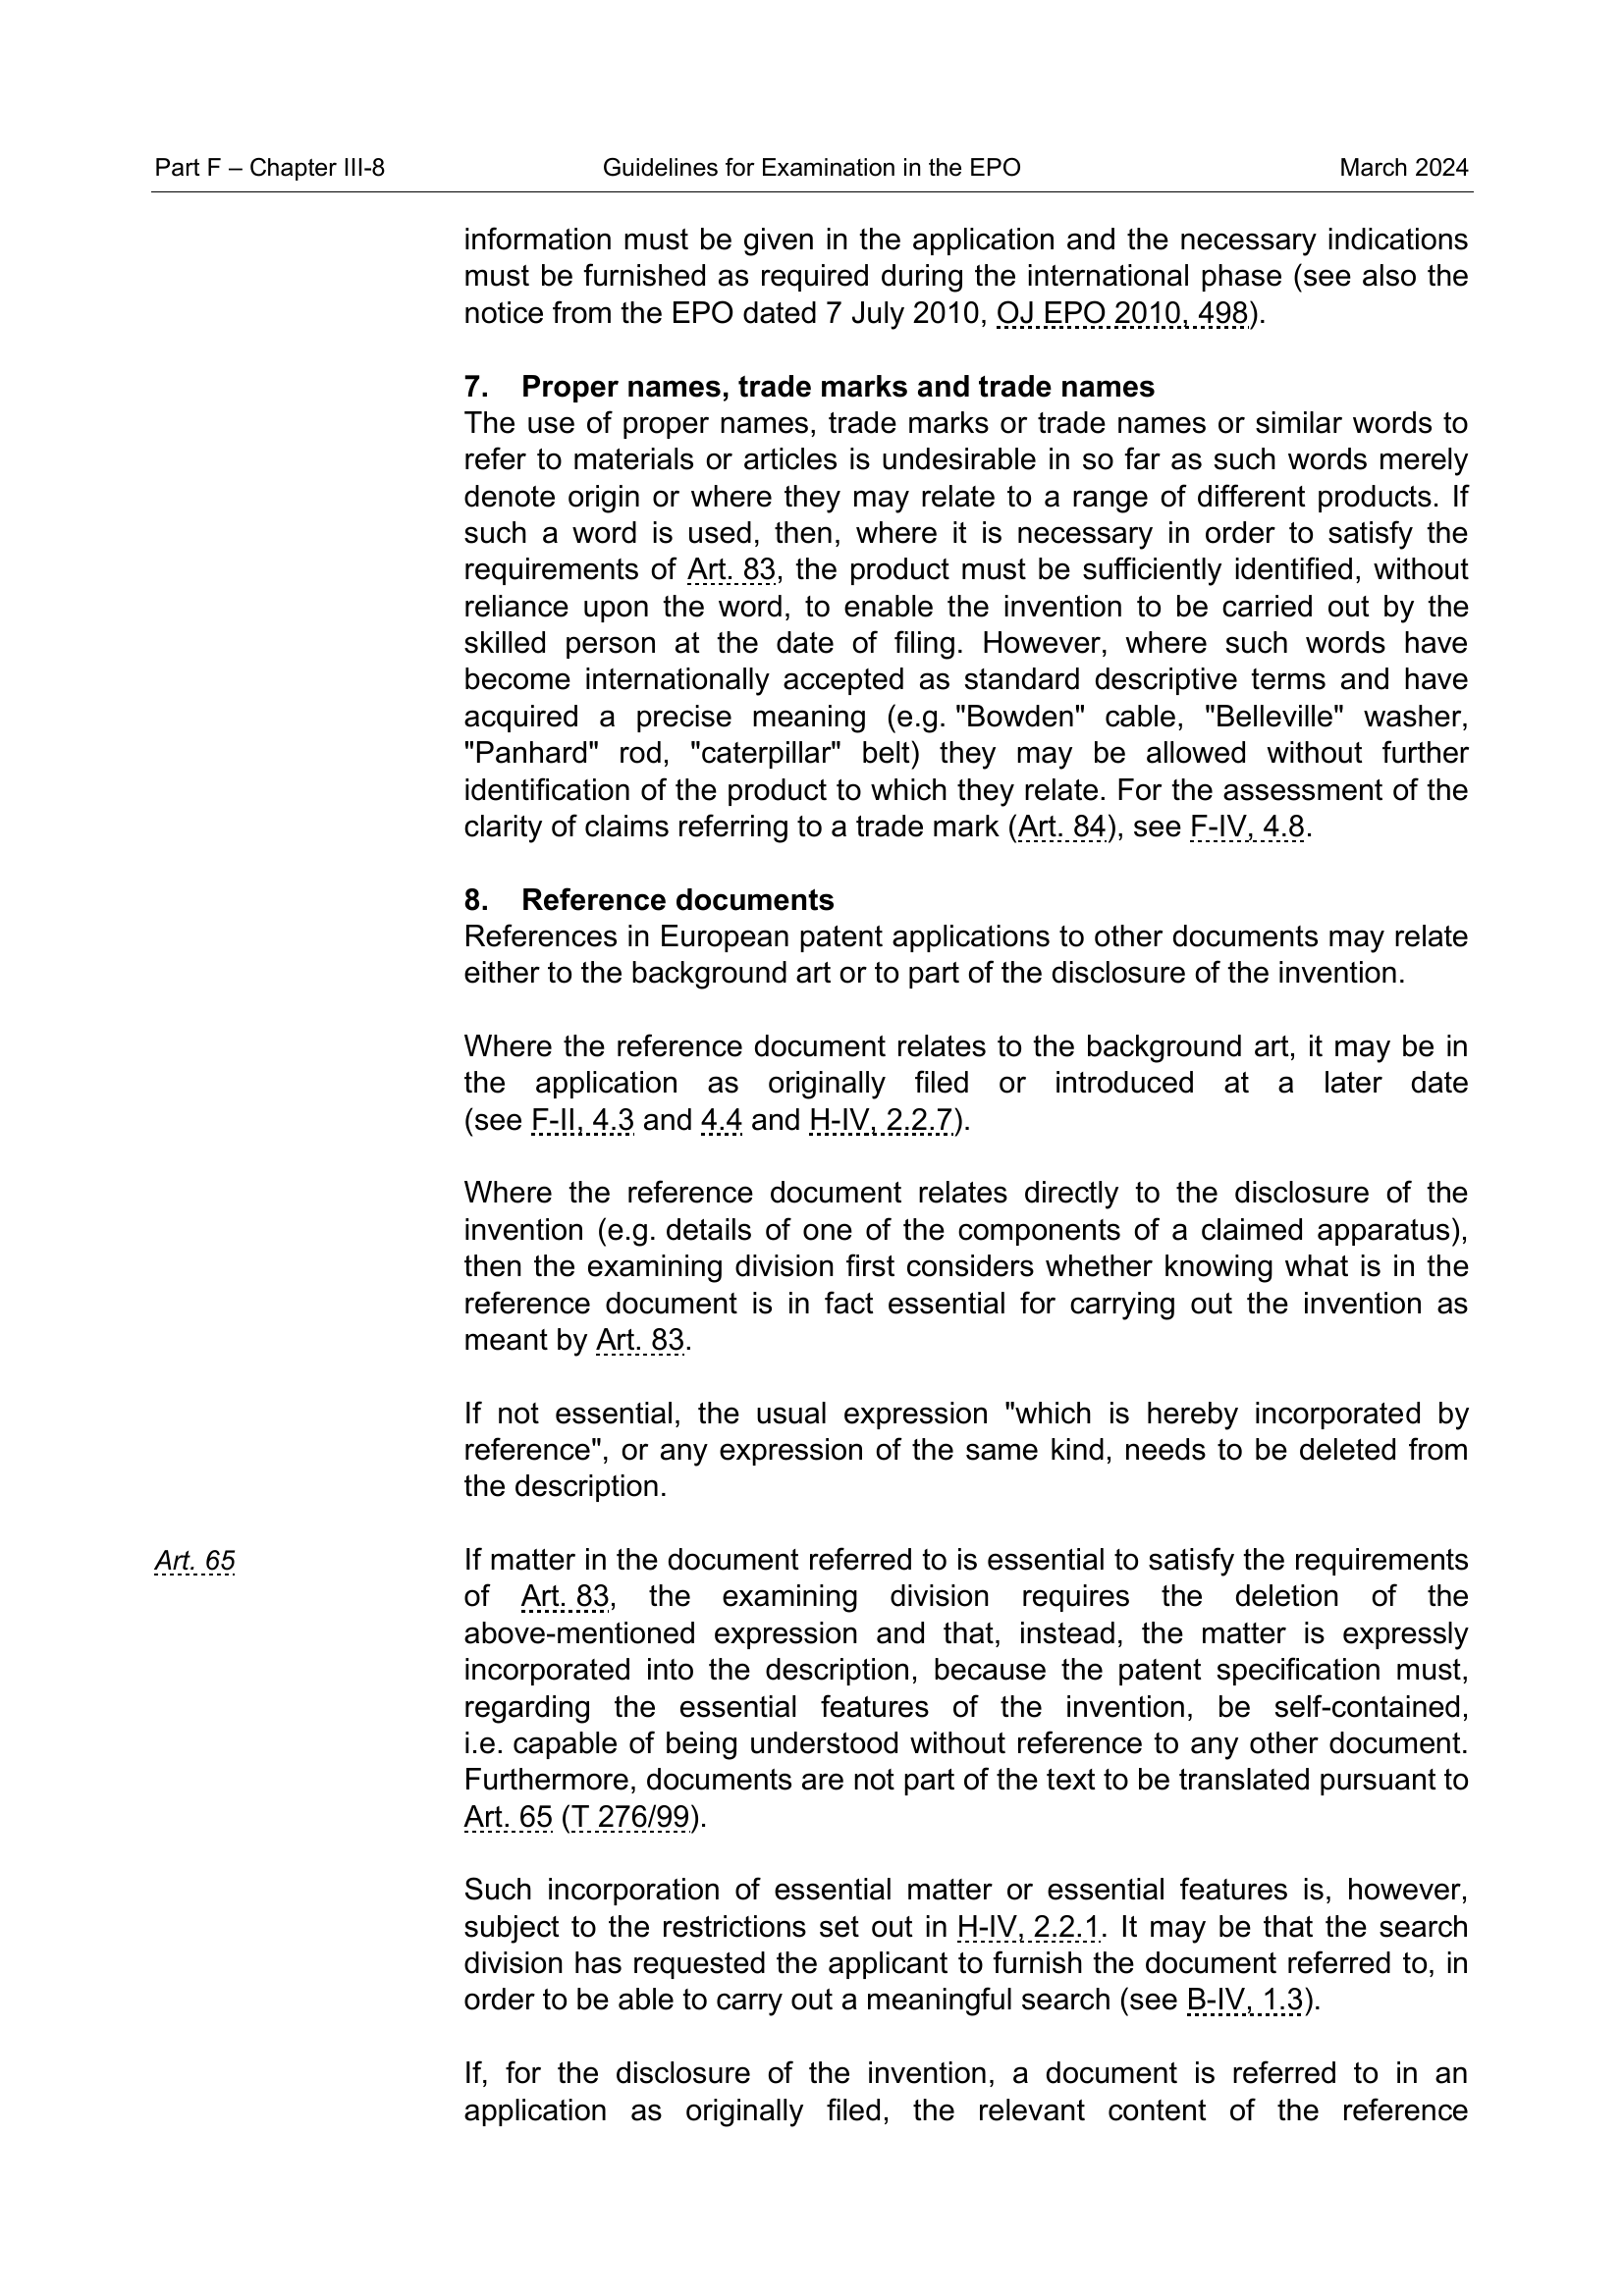 Part F – Chapter III-8 Guidelines for Examination in the EPO March 2024
information must be given in the application and the necessary indications
must be furnished as required during the international phase (see also the
notice from the EPO dated 7 July 2010, OJ EPO 2010, 498).
7. Proper names, trade marks and trade names
The use of proper names, trade marks or trade names or similar words to
refer to materials or articles is undesirable in so far as such words merely
denote origin or where they may relate to a range of different products. If
such a word is used, then, where it is necessary in order to satisfy the
requirements of Art. 83, the product must be sufficiently identified, without
reliance upon the word, to enable the invention to be carried out by the
skilled person at the date of filing. However, where such words have
become internationally accepted as standard descriptive terms and have
acquired a precise meaning (e.g. "Bowden" cable, "Belleville" washer,
"Panhard" rod, "caterpillar" belt) they may be allowed without further
identification of the product to which they relate. For the assessment of the
clarity of claims referring to a trade mark (Art. 84), see F-IV, 4.8.
8. Reference documents
References in European patent applications to other documents may relate
either to the background art or to part of the disclosure of the invention.
Where the reference document relates to the background art, it may be in
the application as originally filed or introduced at a later date
(see F-II, 4.3 and 4.4 and H-IV, 2.2.7).
Where the reference document relates directly to the disclosure of the
invention (e.g. details of one of the components of a claimed apparatus),
then the examining division first considers whether knowing what is in the
reference document is in fact essential for carrying out the invention as
meant by Art. 83.
If not essential, the usual expression "which is hereby incorporated by
reference", or any expression of the same kind, needs to be deleted from
the description.
Art. 65
If matter in the document referred to is essential to satisfy the requirements
of Art. 83, the examining division requires the deletion of the
above-mentioned expression and that, instead, the matter is expressly
incorporated into the description, because the patent specification must,
regarding the essential features of the invention, be self-contained,
i.e. capable of being understood without reference to any other document.
Furthermore, documents are not part of the text to be translated pursuant to
Art. 65 (T 276/99).
Such incorporation of essential matter or essential features is, however,
subject to the restrictions set out in H-IV, 2.2.1. It may be that the search
division has requested the applicant to furnish the document referred to, in
order to be able to carry out a meaningful search (see B-IV, 1.3).
If, for the disclosure of the invention, a document is referred to in an
application as originally filed, the relevant content of the reference